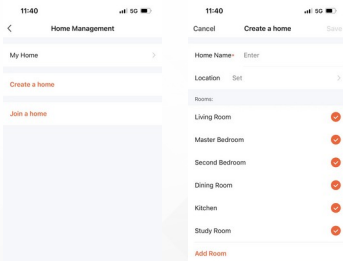 11:40
5G
Home Management
My Home
Create a home
Join a home
11:40
5G
Cancel
Create a home
Save
Home Name*
Enter
Location
Set
Rooms:
Living Room
Master Bedroom
Second Bedroom
Dining Room
Kitchen
Study Room
Add Room